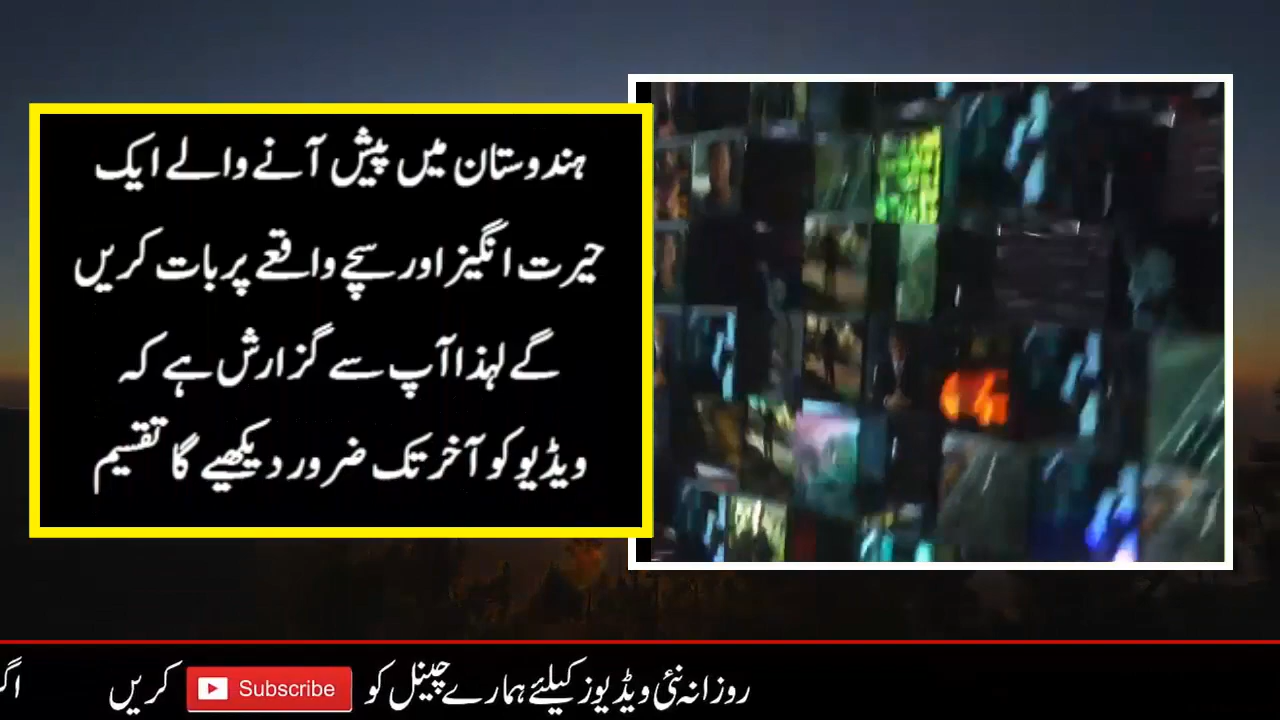 ہندوستان میں پیش آنے والے ایک
حیرت انگیز اور سچے واقعے پر بات کریں
گے لہذا آپ سے گزارش ہے کہ
ویڈیو کو آخر تک ضرور دیکھیے گا تقسیم
روزانہ نئی ویڈیوز کیلئے ہمارے چینل کو Subscribe کریں